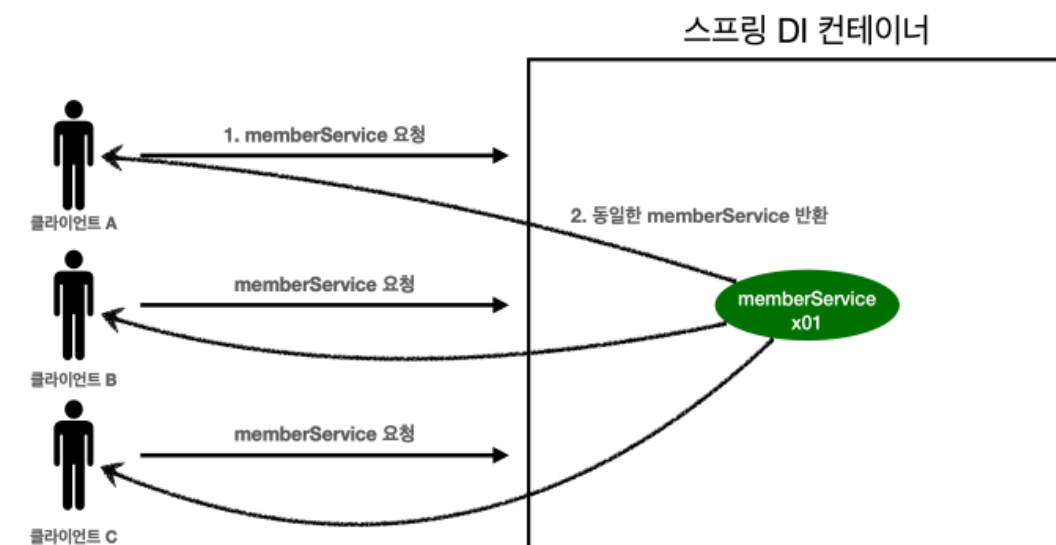 스프링 DI 컨테이너
1. memberService 요청
클라이언트 A
2. 동일한 memberService 반환
memberService 요청
memberService
x01
클라이언트 B
memberService 요청
클라이언트 C